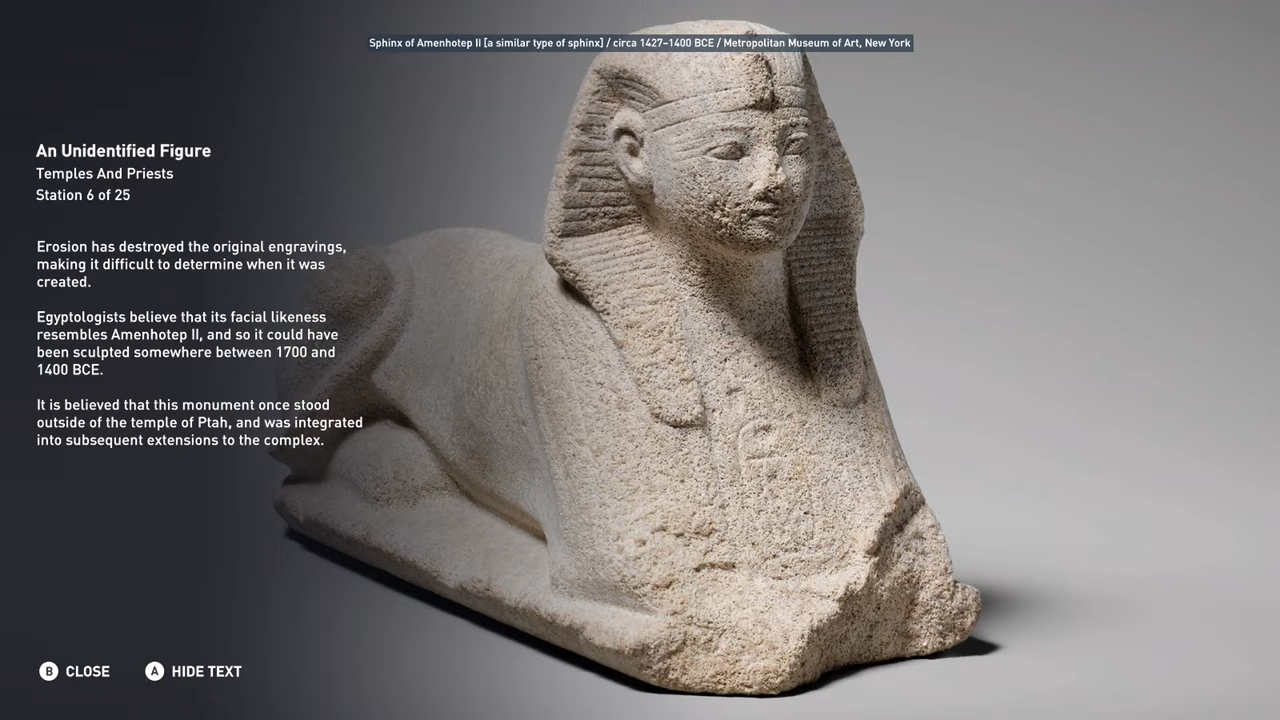 Sphinx of Amenhotep II [a similar type of sphinx] / circa 1427–1400 BCE / Metropolitan Museum of Art, New York
An Unidentified Figure
Temples And Priests
Station 6 of 25
Erosion has destroyed the original engravings,
making it difficult to determine when it was
created.
Egyptologists believe that its facial likeness
resembles Amenhotep II, and so it could have
been sculpted somewhere between 1700 and
1400 BCE.
It is believed that this monument once stood
outside of the temple of Ptah, and was integrated
into subsequent extensions to the complex.
B CLOSE A HIDE TEXT